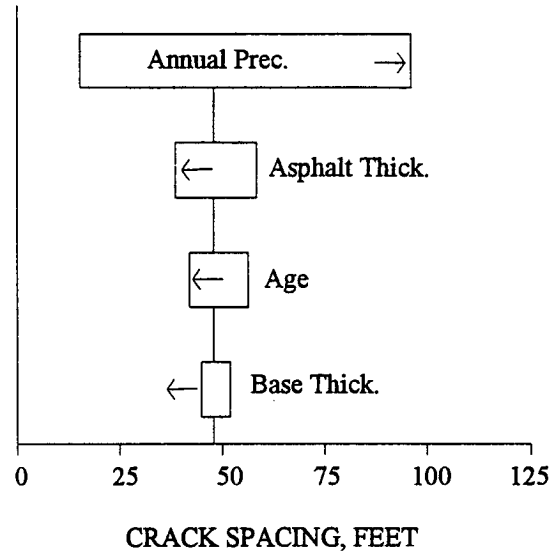 Annual Prec.
Asphalt Thick.
Age
Base Thick.
0 25 50 75 100 125
CRACK SPACING, FEET